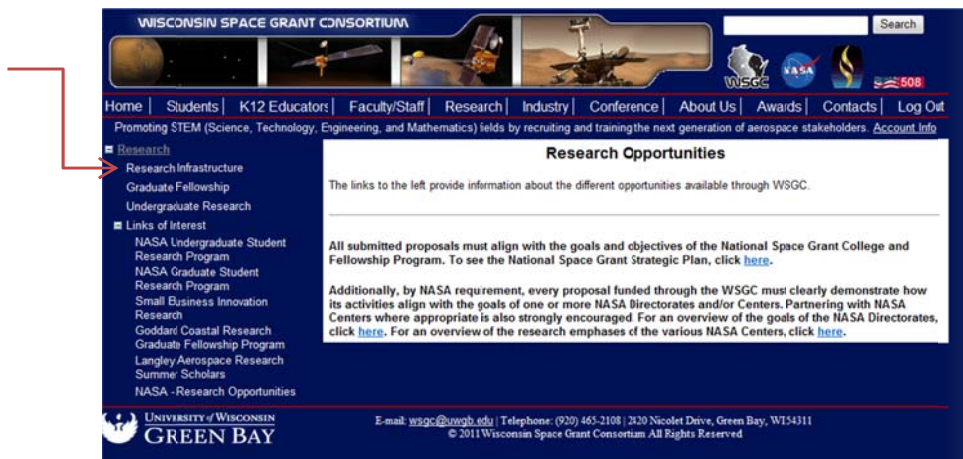 WISCONSIN SPACE GRANT CONSORTIUM
Search
WSGC
NASA
508
Home | Students | K12 Educators | Faculty/Staff | Research | Industry | Conference | About Us | Awards | Contacts | Log Out
Promoting STEM (Science, Technology, Engineering, and Mathematics) fields by recruiting and training the next generation of aerospace stakeholders. Account Info
Research
Research Infrastructure
Graduate Fellowship
Undergraduate Research
Links of Interest
NASA Undergraduate Student
Research Program
NASA Graduate Student
Research Program
Small Business Innovation
Research
Goddard Coastal Research
Graduate Fellowship Program
Langley Aerospace Research
Summer Scholars
NASA - Research Opportunities
Research Opportunities
The links to the left provide information about the different opportunities available through WSGC.
All submitted proposals must align with the goals and objectives of the National Space Grant College and
Fellowship Program. To see the National Space Grant Strategic Plan, click here.
Additionally, by NASA requirement, every proposal funded through the WSGC must clearly demonstrate how
its activities align with the goals of one or more NASA Directorates and/or Centers. Partnering with NASA
Centers where appropriate is also strongly encouraged. For an overview of the goals of the NASA Directorates,
click here. For an overview of the research emphases of the various NASA Centers, click here.
UNIVERSITY of WISCONSIN
GREEN BAY
E-mail: wsgc@uwgb.edu | Telephone: (920) 465-2108 | 2420 Nicolet Drive, Green Bay, WI54311
© 2011 Wisconsin Space Grant Consortium All Rights Reserved